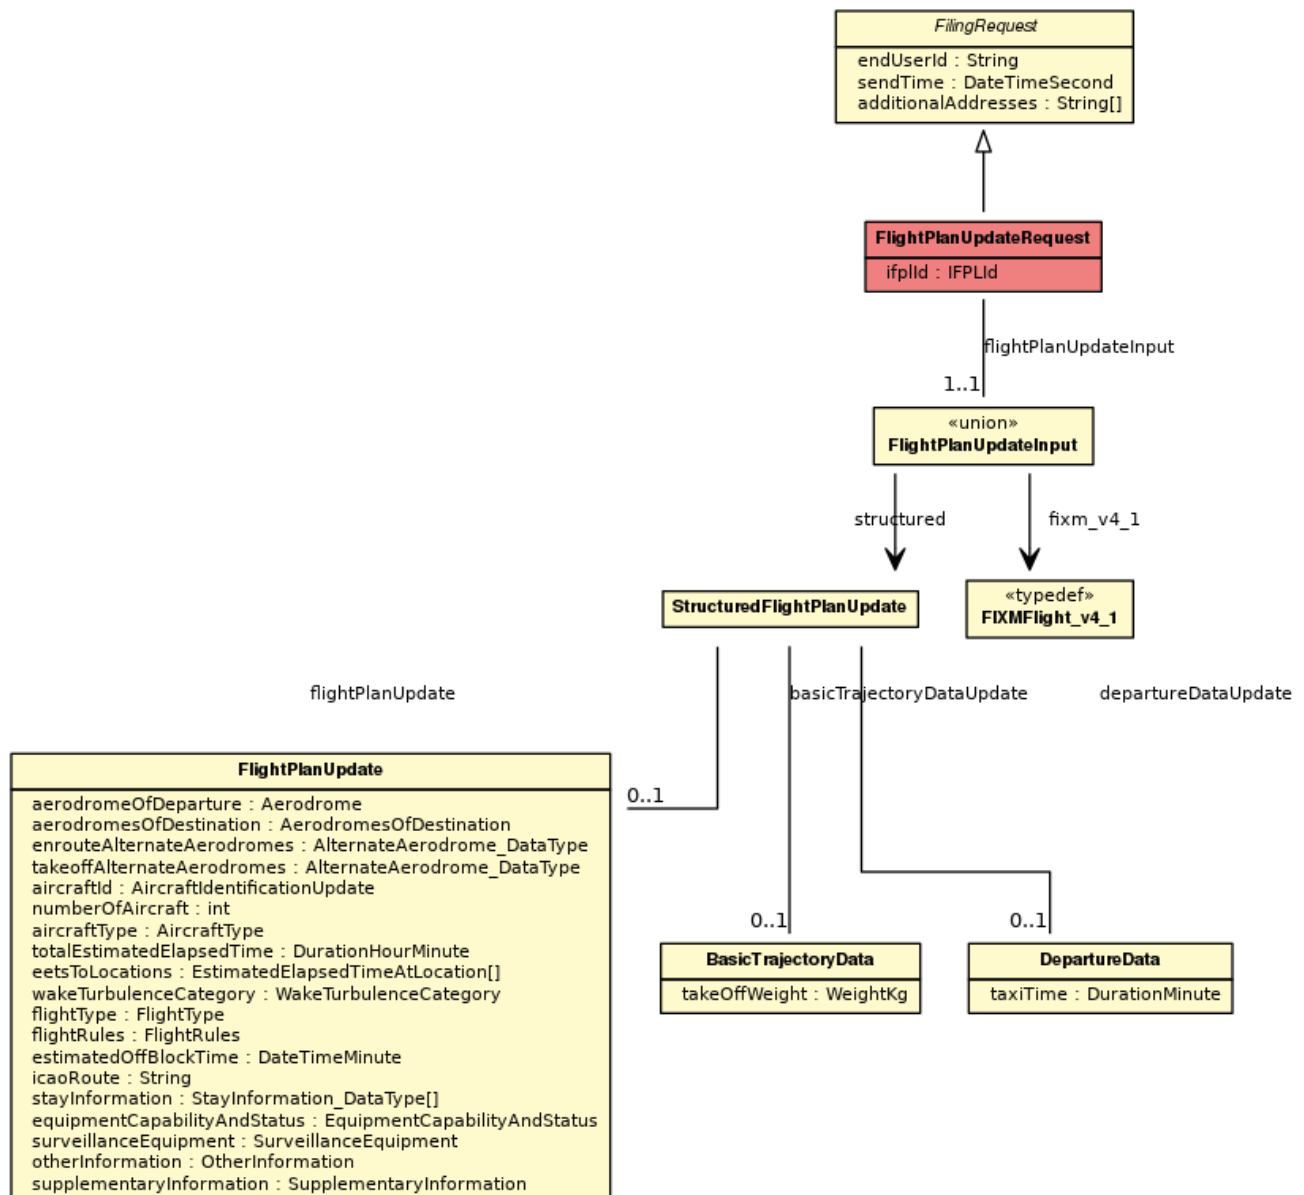 FilingRequest
endUserId : String
sendTime : DateTimeSecond
additionalAddresses : String[]
FlightPlanUpdateRequest
ifplId : IFPLId
flightPlanUpdateInput
1..1
«union»
FlightPlanUpdateInput
structured
fixm_v4_1
StructuredFlightPlanUpdate
«typedef»
FIXMFlight_v4_1
flightPlanUpdate
basicTrajectoryDataUpdate
departureDataUpdate
FlightPlanUpdate
0..1
aerodromeOfDeparture : Aerodrome
aerodromesOfDestination : AerodromesOfDestination
enrouteAlternateAerodromes : AlternateAerodrome_DataType
takeoffAlternateAerodromes : AlternateAerodrome_DataType
aircraftId : AircraftIdentificationUpdate
numberOfAircraft : int
aircraftType : AircraftType
totalEstimatedElapsedTime : DurationHourMinute
eetsToLocations : EstimatedElapsedTimeAtLocation[]
wakeTurbulenceCategory : WakeTurbulenceCategory
flightType : FlightType
flightRules : FlightRules
estimatedOffBlockTime : DateTimeMinute
icaoRoute : String
stayInformation : StayInformation_DataType[]
equipmentCapabilityAndStatus : EquipmentCapabilityAndStatus
surveillanceEquipment : SurveillanceEquipment
otherInformation : OtherInformation
supplementaryInformation : SupplementaryInformation
0..1
BasicTrajectoryData
takeOffWeight : WeightKg
0..1
DepartureData
taxiTime : DurationMinute